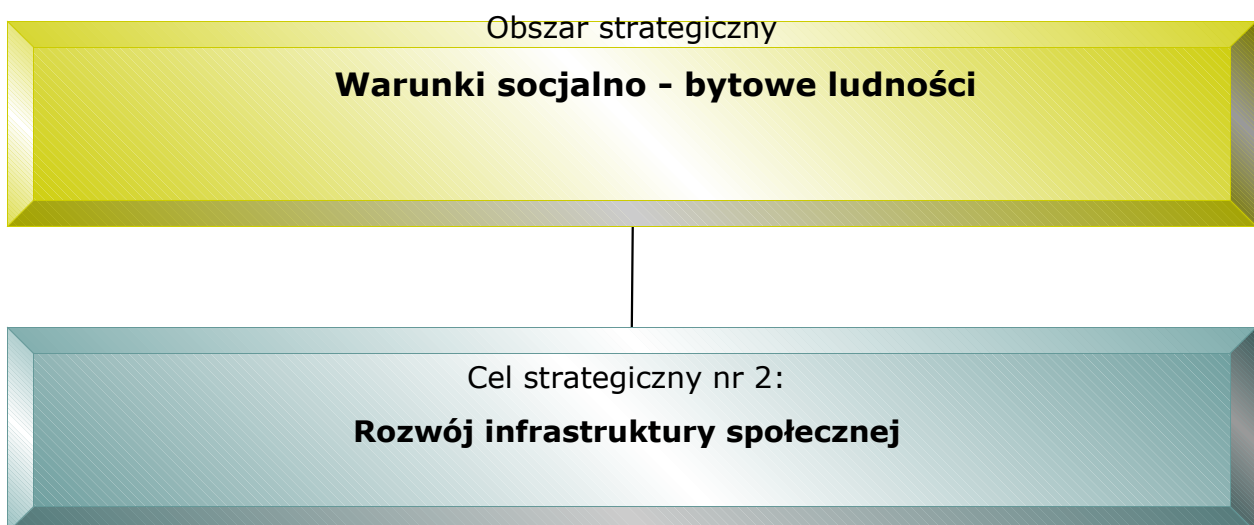 Obszar strategiczny
Warunki socjalno - bytowe ludności
Cel strategiczny nr 2:
Rozwój infrastruktury społecznej